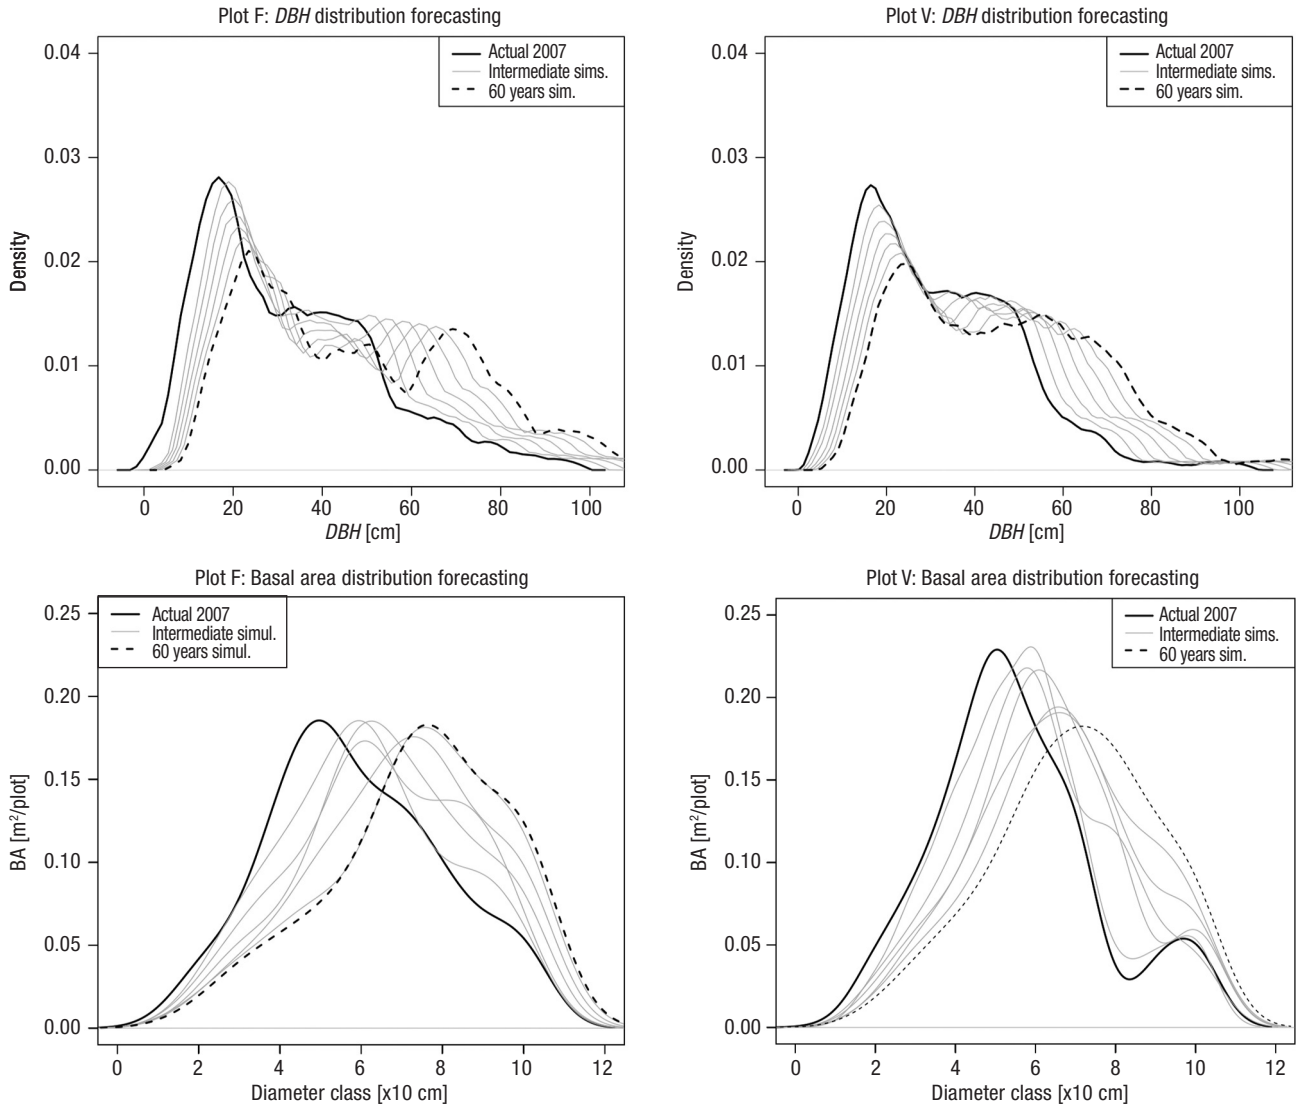 Plot F: DBH distribution forecasting
0.04
0.03
0.02
0.01
0.00
Density
Actual 2007
Intermediate sims.
60 years sim.
0 20 40 60 80 100
DBH [cm]
Plot V: DBH distribution forecasting
0.04
0.03
0.02
0.01
0.00
Density
Actual 2007
Intermediate sims.
60 years sim.
0 20 40 60 80 100
DBH [cm]
Plot F: Basal area distribution forecasting
0.25
0.20
0.15
0.10
0.05
0.00
BA [m²/plot]
Actual 2007
Intermediate simul.
60 years simul.
0 2 4 6 8 10
Diameter class [x10 cm]
Plot V: Basal area distribution forecasting
0.25
0.20
0.15
0.10
0.05
0.00
BA [m²/plot]
Actual 2007
Intermediate sims.
60 years sim.
0 2 4 6 8 10 12
Diameter class [x10 cm]